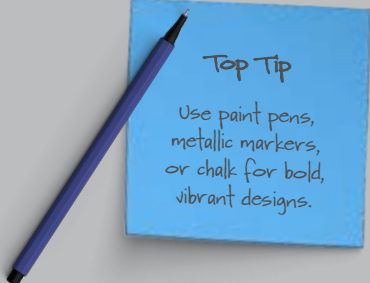 Top Tip
Use paint pens,
metallic markers,
or chalk for bold,
vibrant designs.